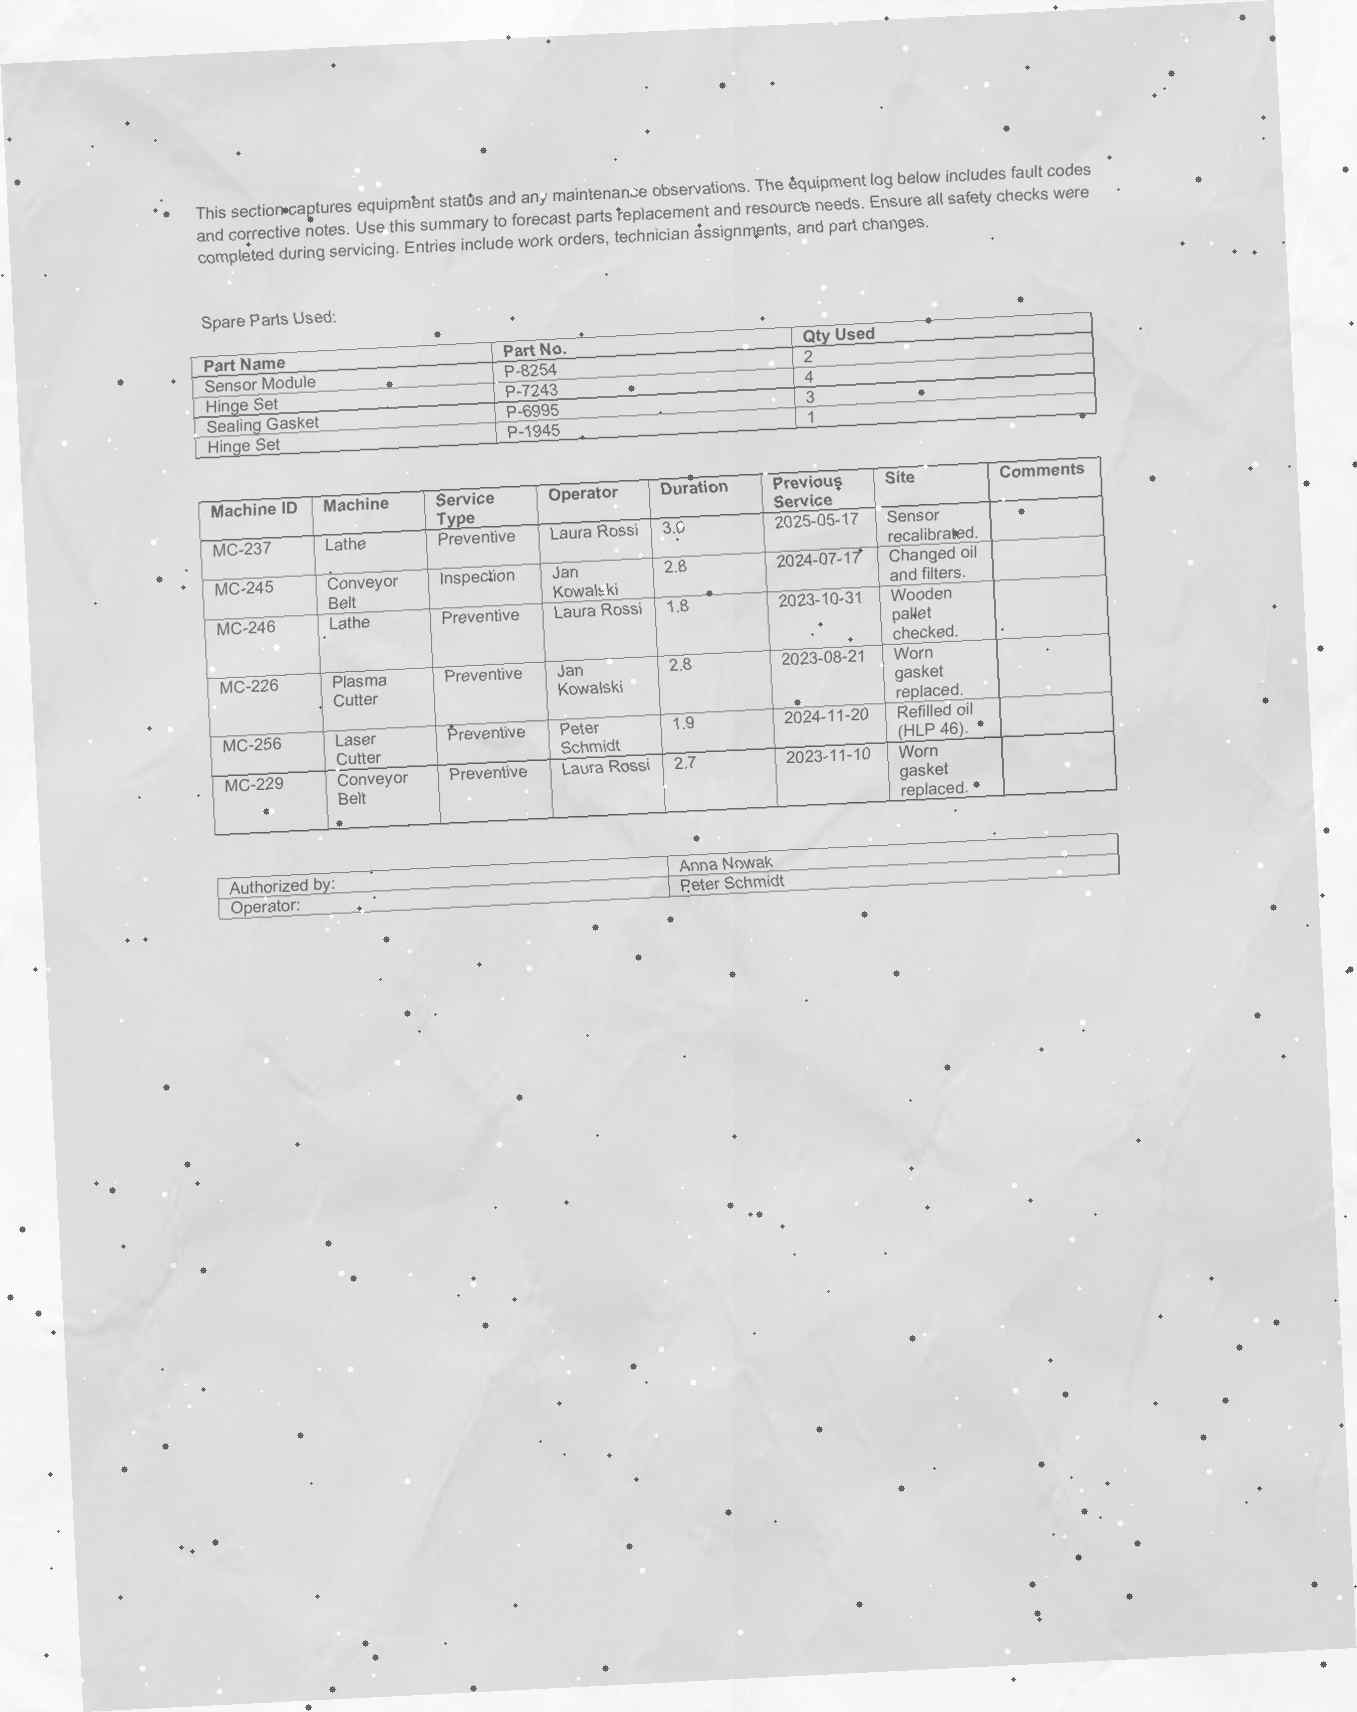 This section captures equipment status and any maintenance observations. The equipment log below includes fault codes
and corrective notes. Use this summary to forecast parts replacement and resource needs. Ensure all safety checks were
completed during servicing. Entries include work orders, technician assignments, and part changes.
Spare Parts Used:
Part Name Part No. Qty Used
Sensor Module P-8254 2
Hinge Set P-7243 4
Sealing Gasket P-6995 3
Hinge Set P-1945 1
Machine ID Machine Service Operator Duration Previous Site Comments
Type Service
MC-237 Lathe Preventive Laura Rossi 3.0 2025-05-17 Sensor
recalibrated.
MC-245 Conveyor Inspection Jan 2.8 2024-07-17 Changed oil
Belt Kowalski and filters.
MC-246 Lathe Preventive Laura Rossi 1.8 2023-10-31 Wooden
pallet
checked.
MC-226 Plasma Preventive Jan 2.8 2023-08-21 Worn
Cutter Kowalski gasket
replaced.
MC-256 Laser Preventive Peter 1.9 2024-11-20 Refilled oil
Cutter Schmidt (HLP 46).
MC-229 Conveyor Preventive Laura Rossi 2.7 2023-11-10 Worn
Belt gasket
replaced.
Authorized by: Anna Nowak
Operator: Peter Schmidt